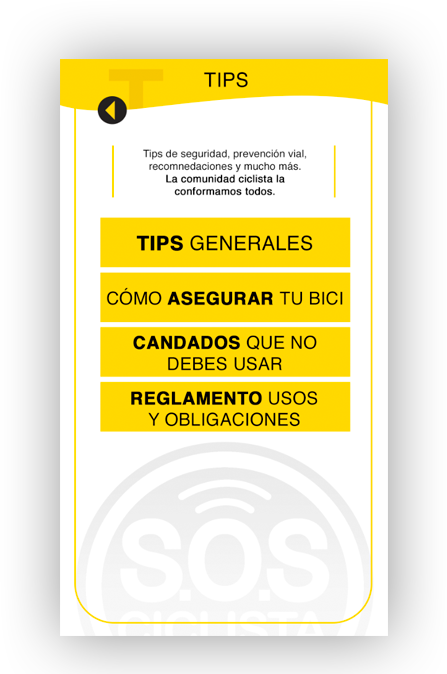 T
TIPS
Tips de seguridad, prevención vial,
recomnedaciones y mucho más.
La comunidad ciclista la
conformamos todos.
TIPS GENERALES
CÓMO ASEGURAR TU BICI
CANDADOS QUE NO
DEBES USAR
REGLAMENTO USOS
Y OBLIGACIONES
S.O.S
CICLISTA